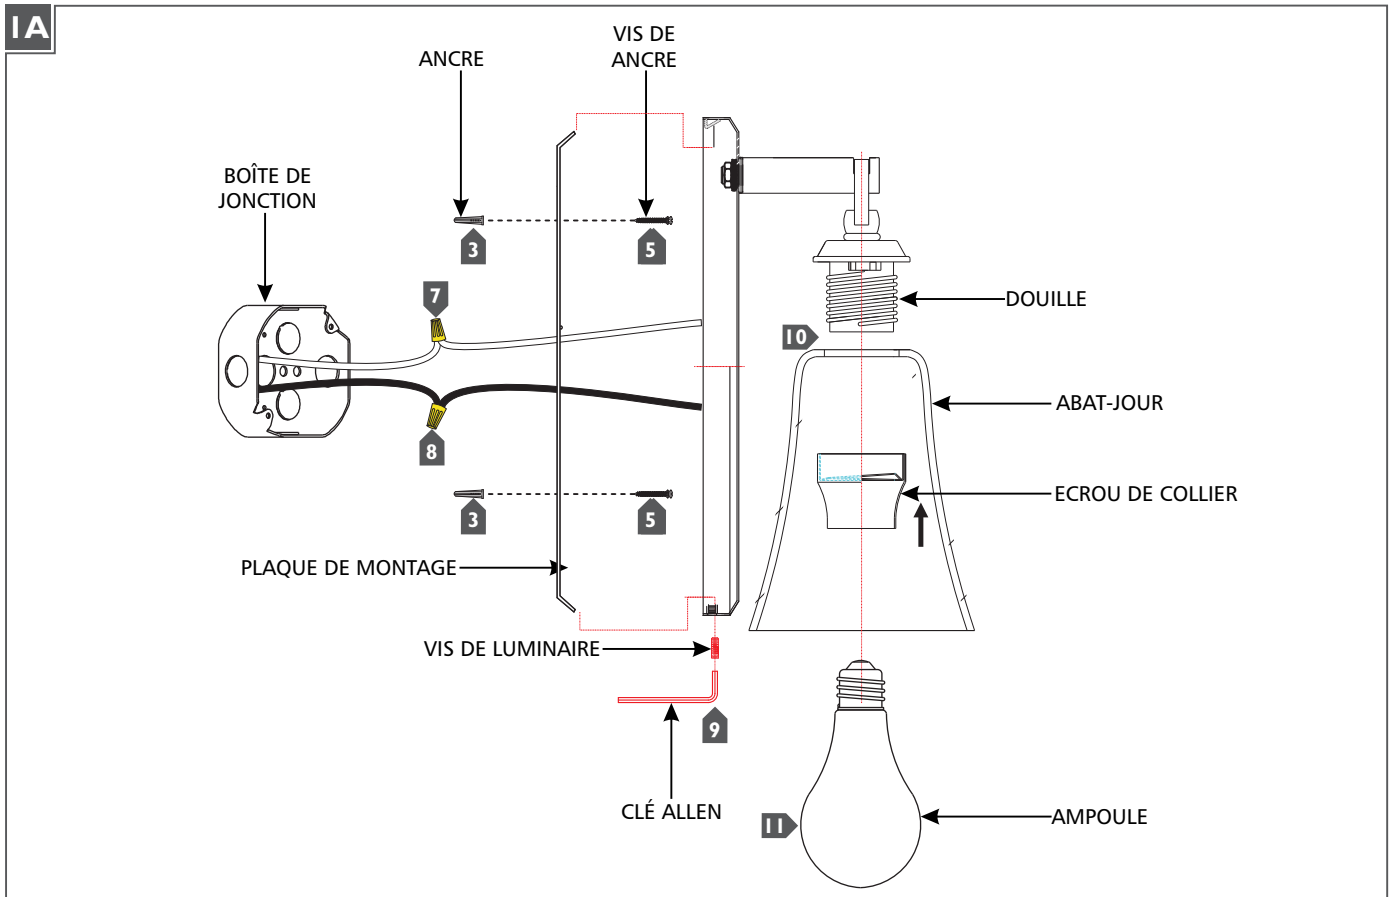 1A
VIS DE
ANCRE
ANCRE
BOÎTE DE
JONCTION
3
5
7
DOUILLE
10
ABAT-JOUR
8
ECROU DE COLLIER
3
5
PLAQUE DE MONTAGE
VIS DE LUMINAIRE
9
CLÉ ALLEN
11
AMPOULE